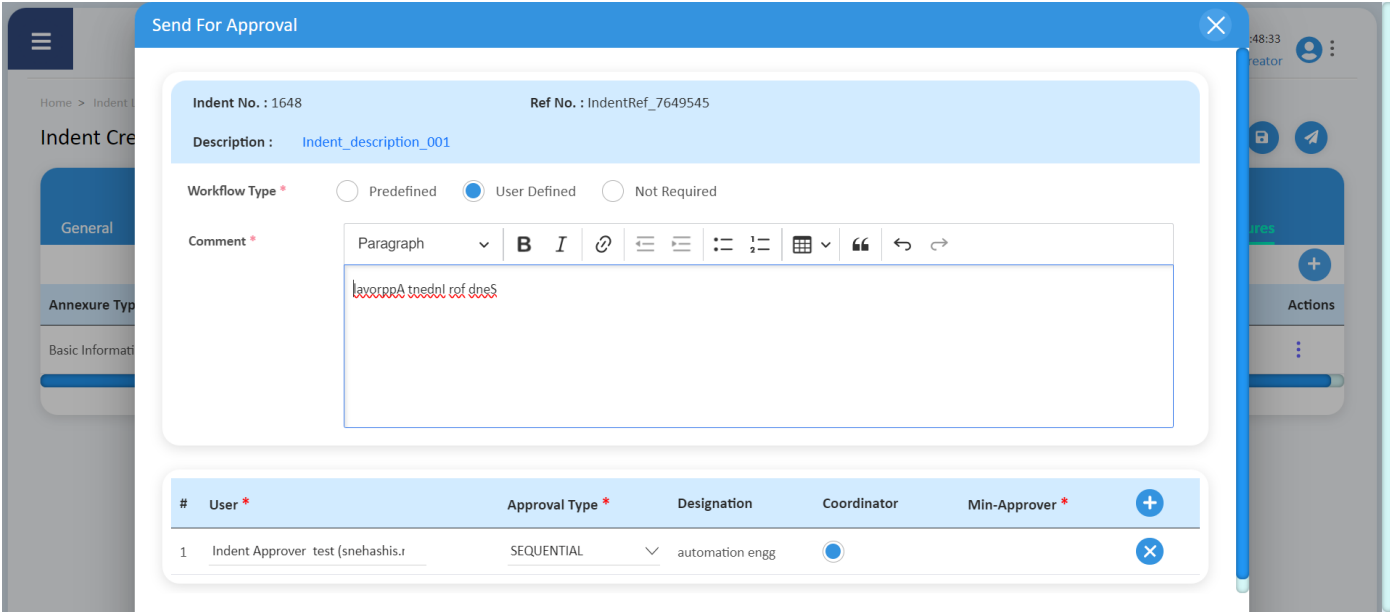 Send For Approval
:48:33
reator
Home > Indent L
Indent Cre
Indent No. : 1648
Ref No. : IndentRef_7649545
Description : Indent_description_001
Workflow Type * Predefined User Defined Not Required
General
ures
Comment * Paragraph B I
lavorppA tnednI rof dneS
Annexure Typ
Actions
Basic Informati
# User * Approval Type * Designation Coordinator Min-Approver *
1 Indent Approver test (snehashis.r SEQUENTIAL automation engg